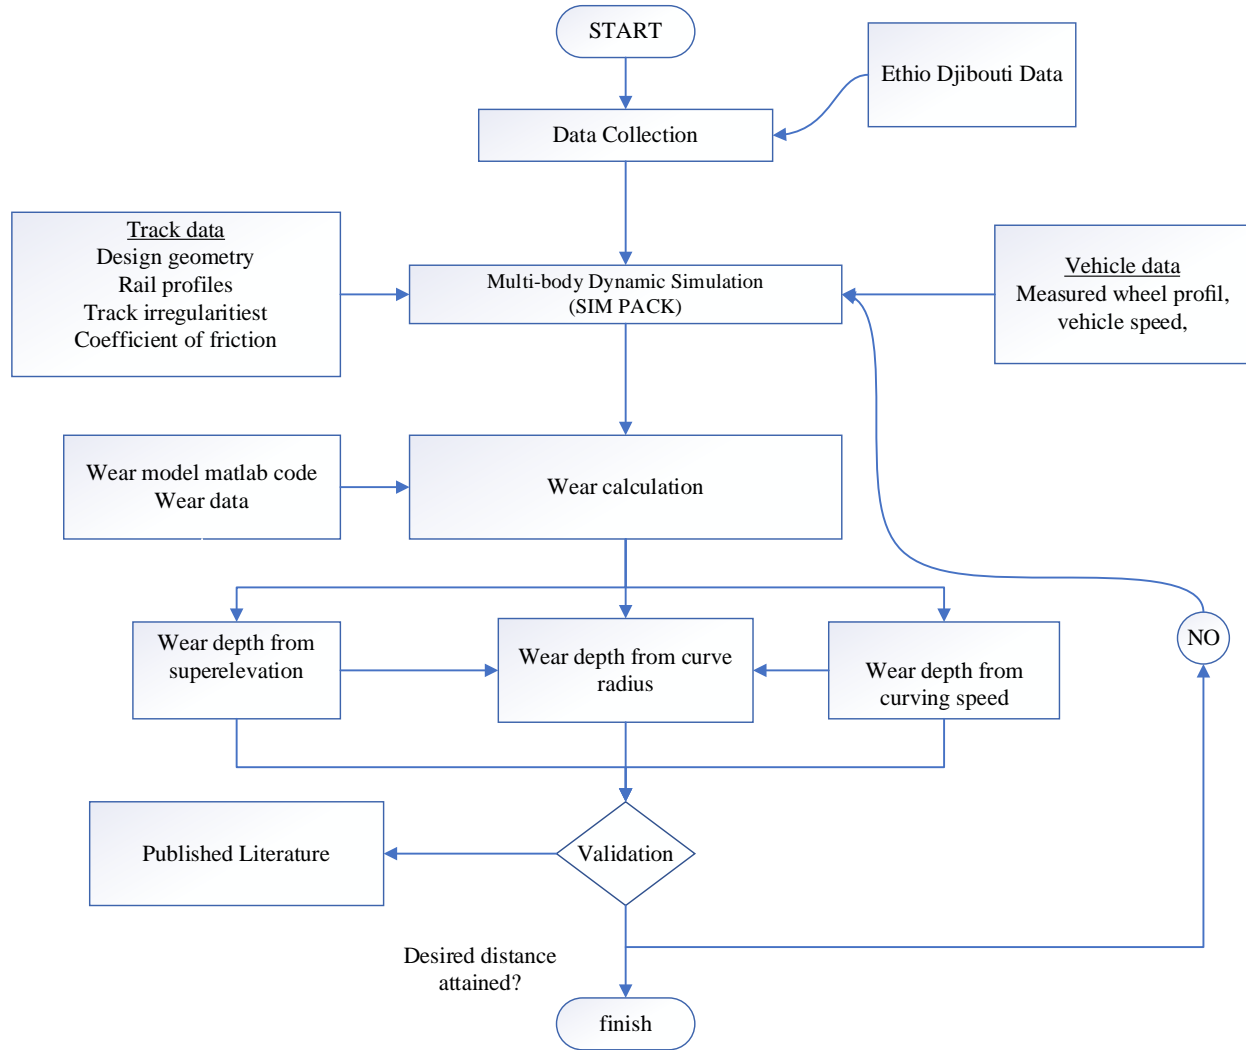 START
Ethio Djibouti Data
Data Collection
Track data
Design geometry
Rail profiles
Track irregularitiest
Coefficient of friction
Multi-body Dynamic Simulation
(SIM PACK)
Vehicle data
Measured wheel profil,
vehicle speed,
Wear model matlab code
Wear data
Wear calculation
Wear depth from
superelevation
Wear depth from curve
radius
Wear depth from
curving speed
NO
Published Literature
Validation
Desired distance
attained?
finish